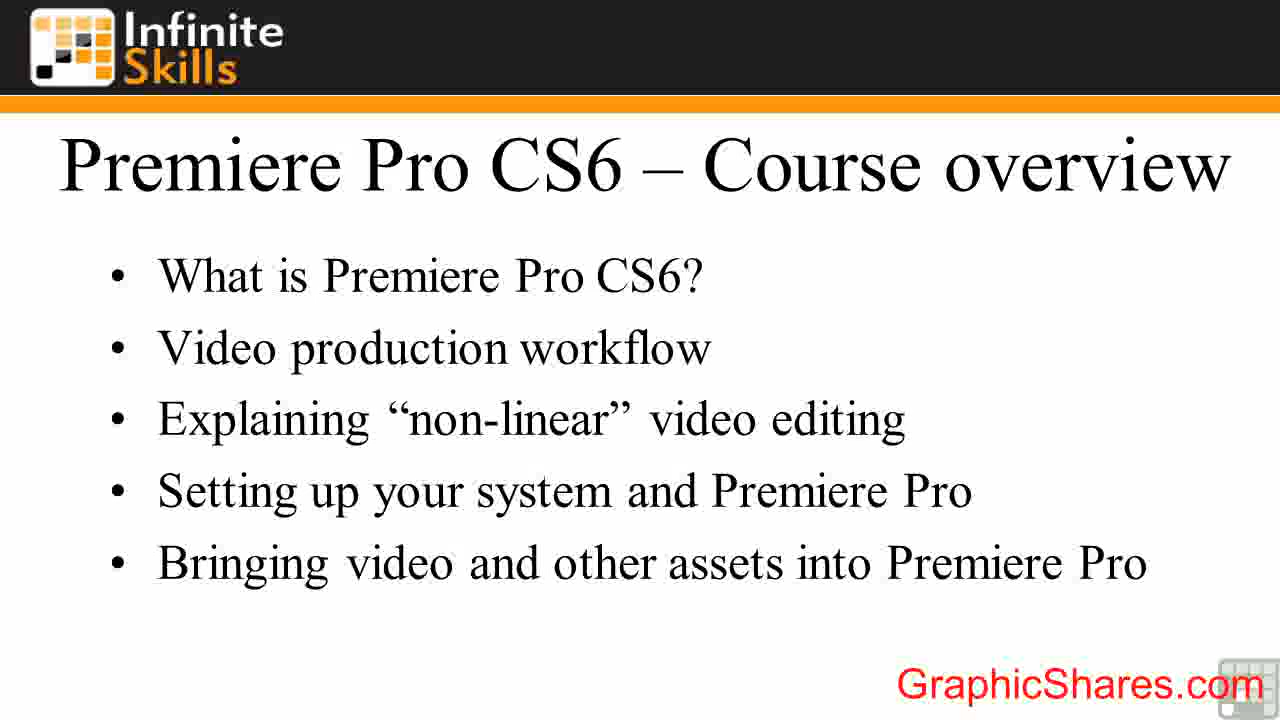 Infinite
Skills
Premiere Pro CS6 – Course overview
• What is Premiere Pro CS6?
• Video production workflow
• Explaining “non-linear” video editing
• Setting up your system and Premiere Pro
• Bringing video and other assets into Premiere Pro
GraphicShares.com